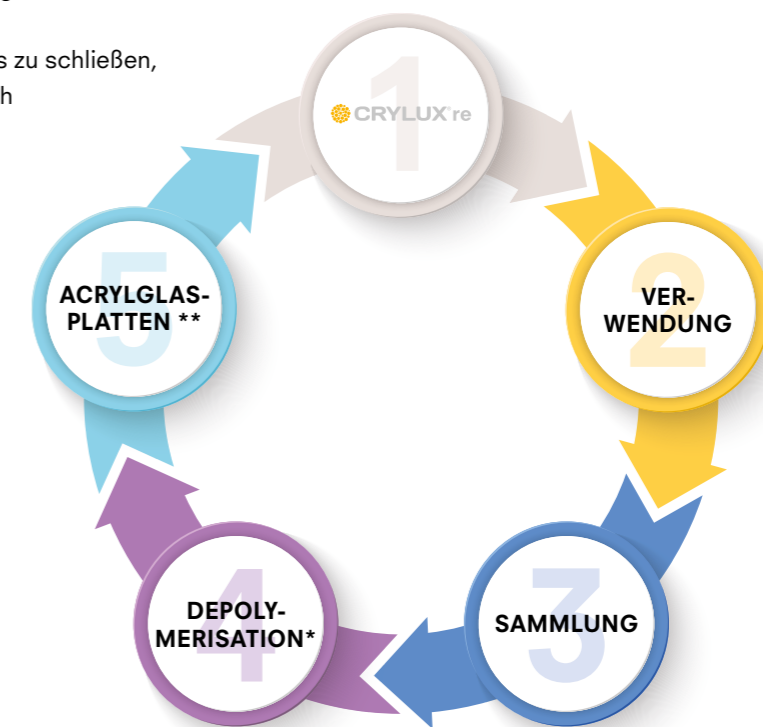 s zu schließen,
h
1
CRYLUX® re
2
VER-
WENDUNG
3
SAMMLUNG
4
DEPOLY-
MERISATION*
5
ACRYLGLAS-
PLATTEN **